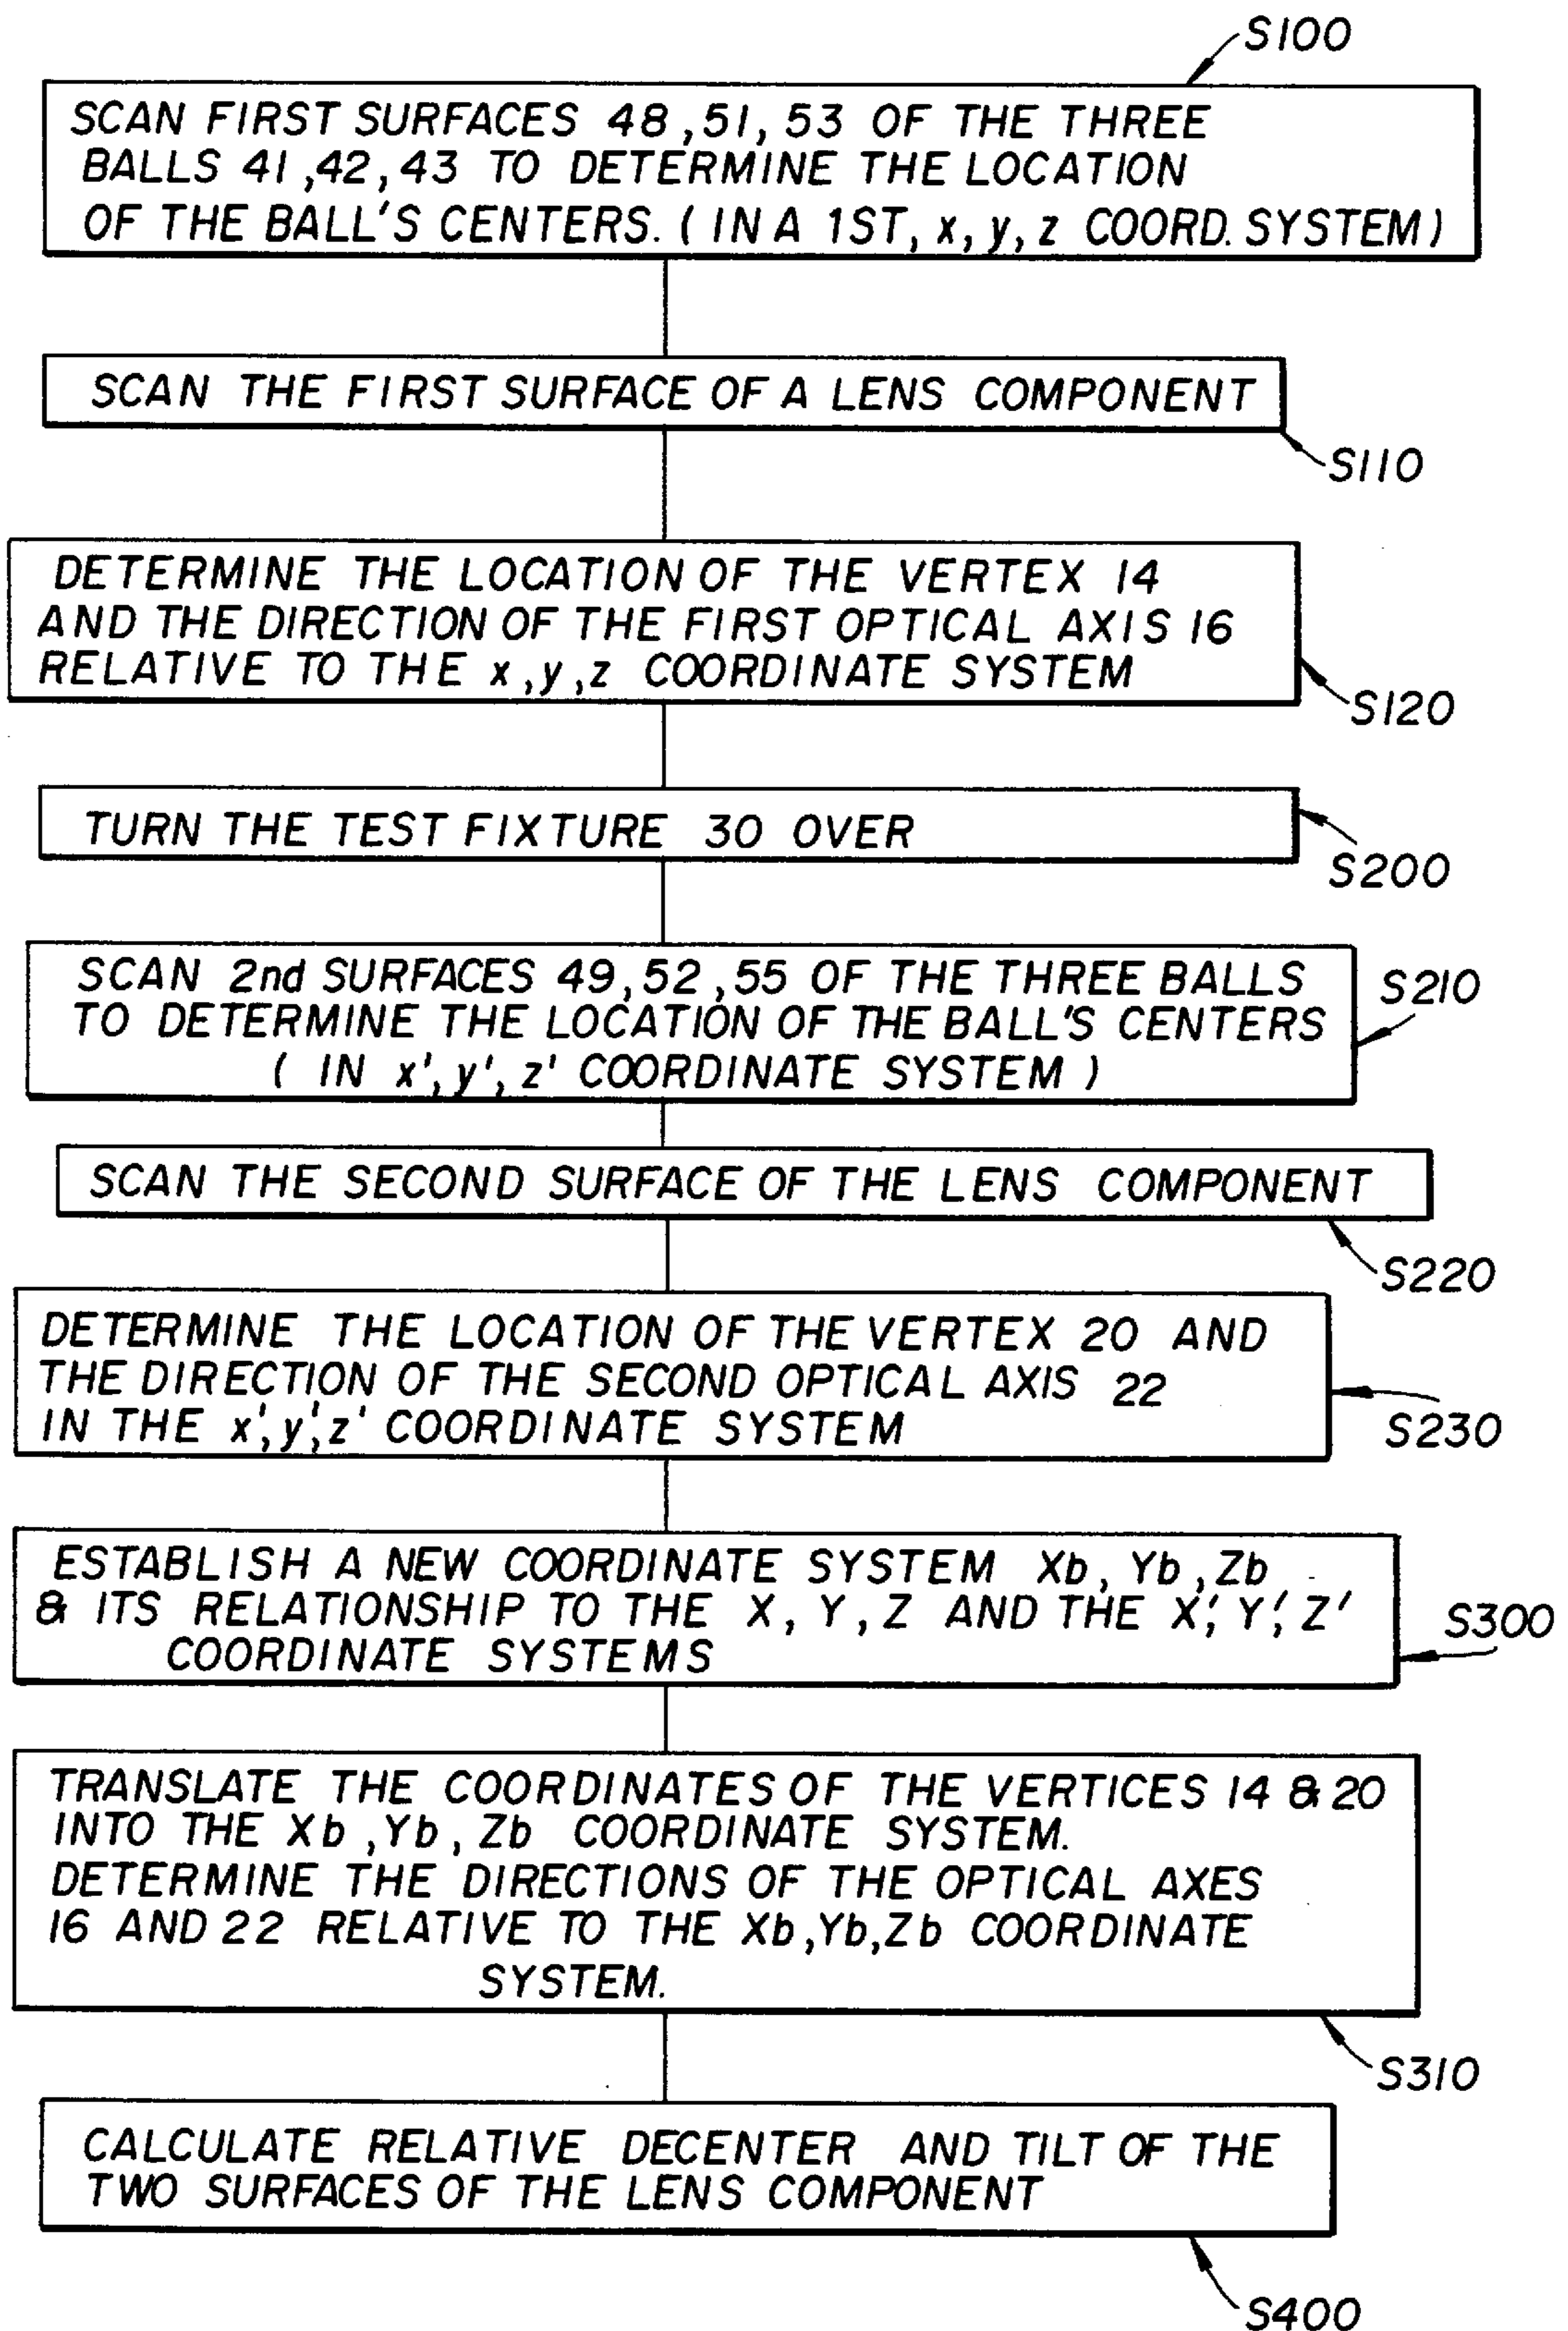 S100
SCAN FIRST SURFACES 48,51,53 OF THE THREE
BALLS 41,42,43 TO DETERMINE THE LOCATION
OF THE BALL'S CENTERS. (IN A 1ST, x, y, z COORD. SYSTEM)
SCAN THE FIRST SURFACE OF A LENS COMPONENT
S110
DETERMINE THE LOCATION OF THE VERTEX 14
AND THE DIRECTION OF THE FIRST OPTICAL AXIS 16
RELATIVE TO THE x,y,z COORDINATE SYSTEM
S120
TURN THE TEST FIXTURE 30 OVER
S200
SCAN 2nd SURFACES 49,52,55 OF THE THREE BALLS
TO DETERMINE THE LOCATION OF THE BALL'S CENTERS
( IN x', y', z' COORDINATE SYSTEM )
S210
SCAN THE SECOND SURFACE OF THE LENS COMPONENT
S220
DETERMINE THE LOCATION OF THE VERTEX 20 AND
THE DIRECTION OF THE SECOND OPTICAL AXIS 22
IN THE x',y',z' COORDINATE SYSTEM
S230
ESTABLISH A NEW COORDINATE SYSTEM Xb, Yb, Zb
& ITS RELATIONSHIP TO THE X, Y, Z AND THE X', Y', Z'
COORDINATE SYSTEMS
S300
TRANSLATE THE COORDINATES OF THE VERTICES 14 & 20
INTO THE Xb, Yb, Zb COORDINATE SYSTEM.
DETERMINE THE DIRECTIONS OF THE OPTICAL AXES
16 AND 22 RELATIVE TO THE Xb,Yb,Zb COORDINATE
SYSTEM.
S310
CALCULATE RELATIVE DECENTER AND TILT OF THE
TWO SURFACES OF THE LENS COMPONENT
S400